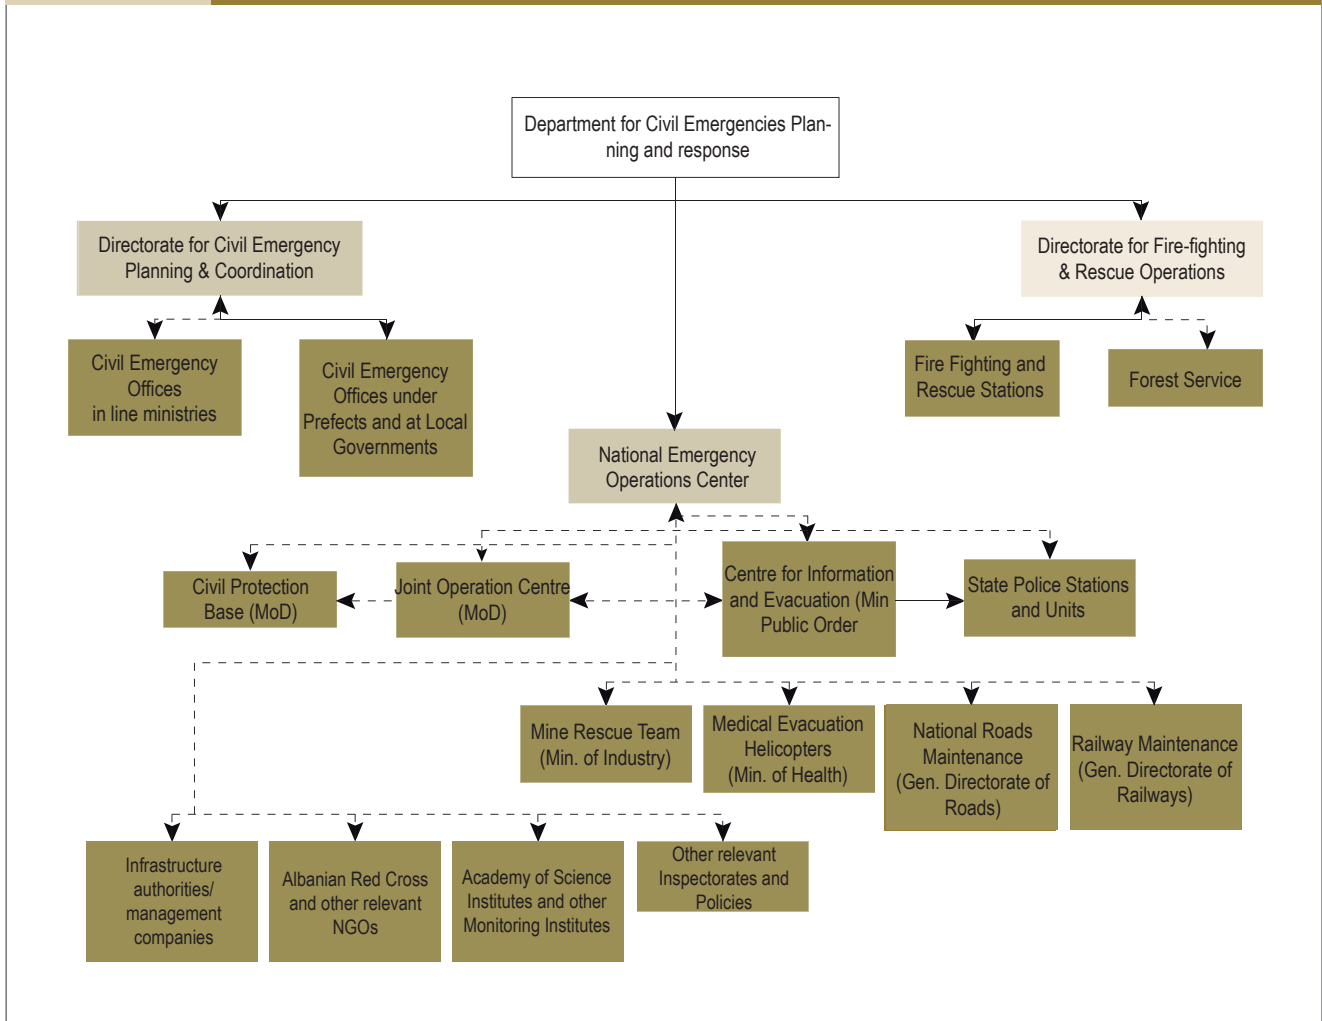 Department for Civil Emergencies Plan-
ning and response
Directorate for Civil Emergency
Planning & Coordination
Directorate for Fire-fighting
& Rescue Operations
Civil Emergency
Offices
in line ministries
Civil Emergency
Offices under
Prefects and at Local
Governments
Fire Fighting and
Rescue Stations
Forest Service
National Emergency
Operations Center
Civil Protection
Base (MoD)
Joint Operation Centre
(MoD)
Centre for Information
and Evacuation (Min
Public Order
State Police Stations
and Units
Mine Rescue Team
(Min. of Industry)
Medical Evacuation
Helicopters
(Min. of Health)
National Roads
Maintenance
(Gen. Directorate of
Roads)
Railway Maintenance
(Gen. Directorate of
Railways)
Infrastructure
authorities/
management
companies
Albanian Red Cross
and other relevant
NGOs
Academy of Science
Institutes and other
Monitoring Institutes
Other relevant
Inspectorates and
Policies